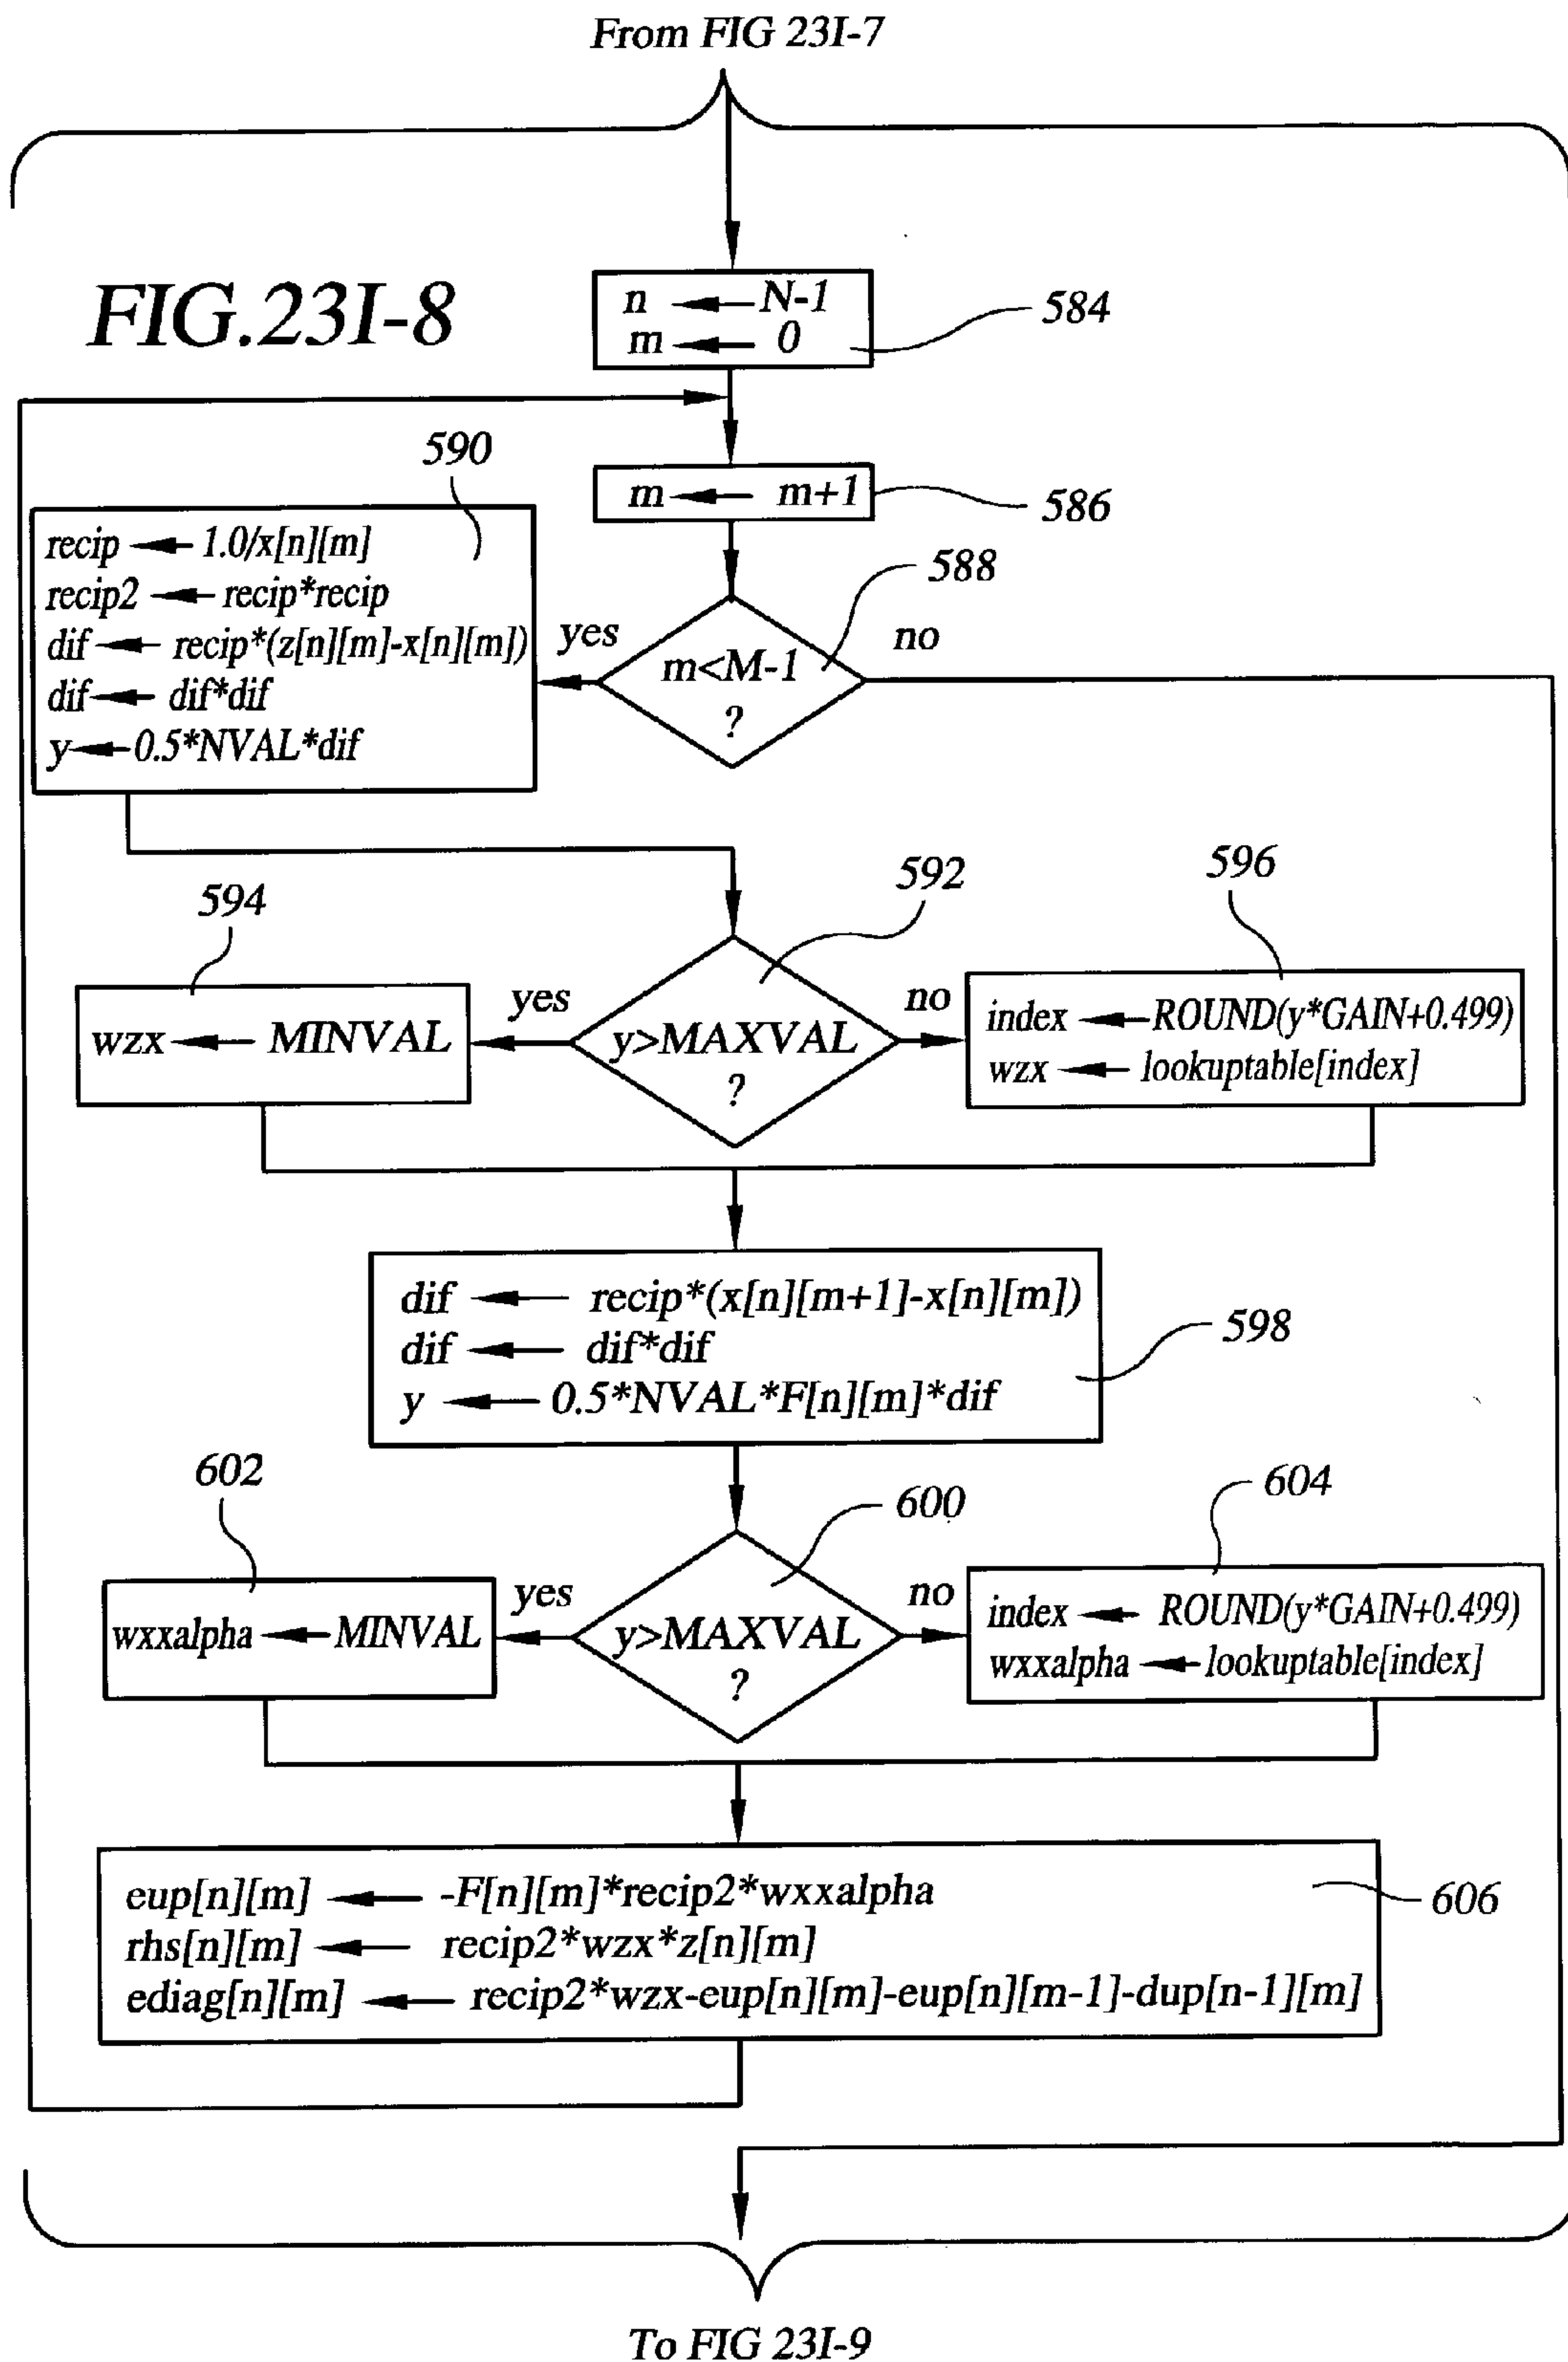 From FIG 23I-7
FIG.23I-8
n ← N-1
m ← 0
584
m ← m+1
586
590
recip ← 1.0/x[n][m]
recip2 ← recip*recip
dif ← recip*(z[n][m]-x[n][m])
dif ← dif*dif
y ← 0.5*NVAL*dif
588
yes
no
m<M-1
?
592
594
596
wzx ← MINVAL
yes
y>MAXVAL
?
no
index ← ROUND(y*GAIN+0.499)
wzx ← lookuptable[index]
dif ← recip*(x[n][m+1]-x[n][m])
dif ← dif*dif
y ← 0.5*NVAL*F[n][m]*dif
598
602
600
604
wxxalpha ← MINVAL
yes
y>MAXVAL
?
no
index ← ROUND(y*GAIN+0.499)
wxxalpha ← lookuptable[index]
eup[n][m] ← -F[n][m]*recip2*wxxalpha
rhs[n][m] ← recip2*wzx*z[n][m]
ediag[n][m] ← recip2*wzx-eup[n][m]-eup[n][m-1]-dup[n-1][m]
606
To FIG 23I-9